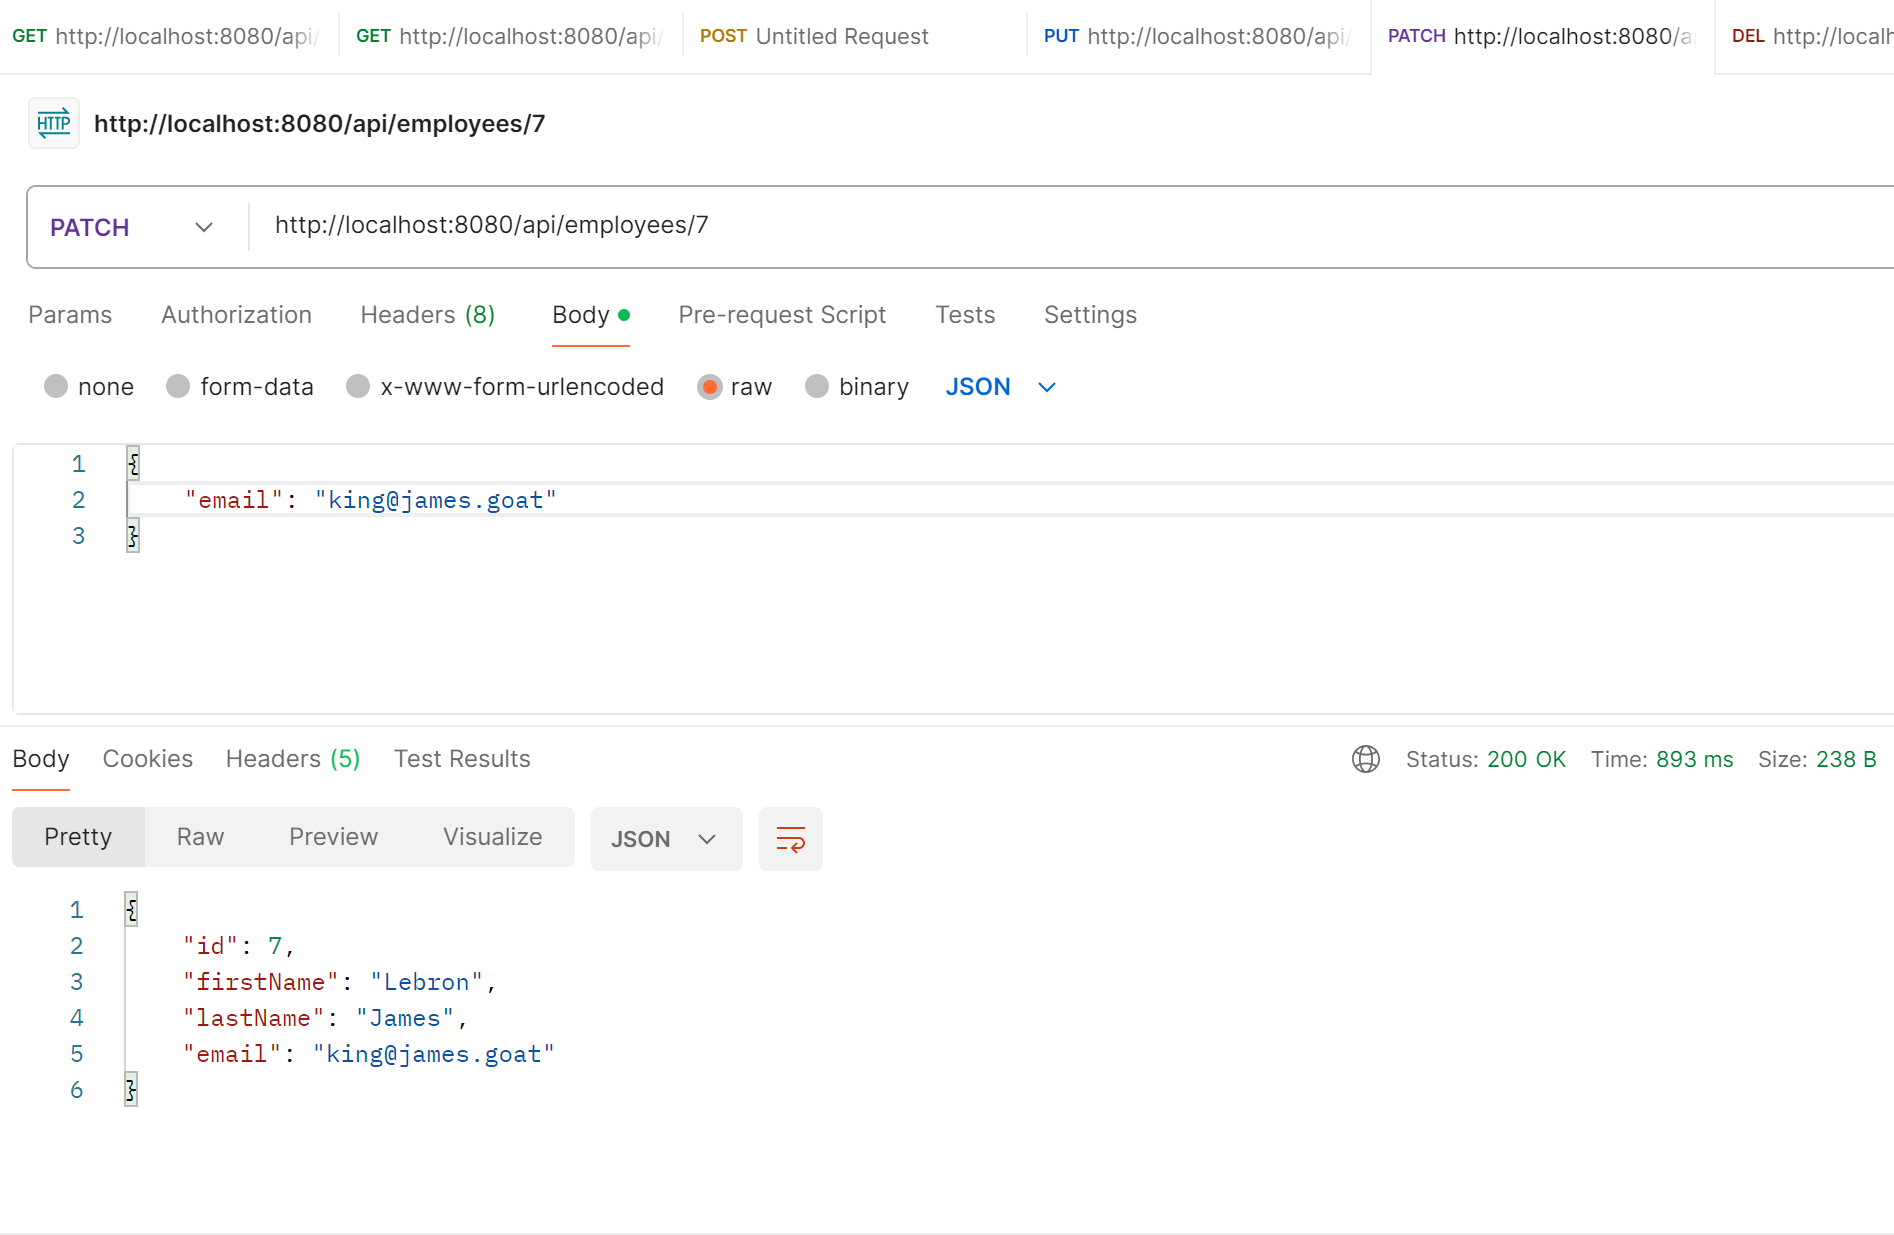 GET http://localhost:8080/api/ GET http://localhost:8080/api/ POST Untitled Request PUT http://localhost:8080/api/ PATCH http://localhost:8080/a DEL http://localh
HTTP http://localhost:8080/api/employees/7
PATCH http://localhost:8080/api/employees/7
Params Authorization Headers (8) Body Pre-request Script Tests Settings
none form-data x-www-form-urlencoded raw binary JSON
1 {
2 "email": "king@james.goat"
3 }
Body Cookies Headers (5) Test Results Status: 200 OK Time: 893 ms Size: 238 B
Pretty Raw Preview Visualize JSON
1 {
2 "id": 7,
3 "firstName": "Lebron",
4 "lastName": "James",
5 "email": "king@james.goat"
6 }